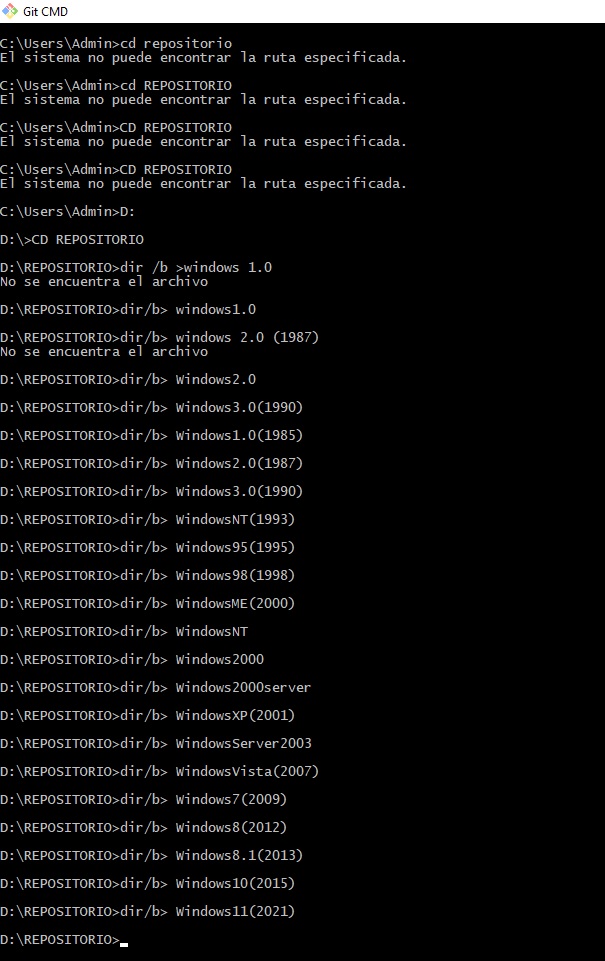 Git CMD
C:\Users\Admin>cd repositorio
El sistema no puede encontrar la ruta especificada.
C:\Users\Admin>cd REPOSITORIO
El sistema no puede encontrar la ruta especificada.
C:\Users\Admin>CD REPOSITORIO
El sistema no puede encontrar la ruta especificada.
C:\Users\Admin>CD REPOSITORIO
El sistema no puede encontrar la ruta especificada.
C:\Users\Admin>D:
D:\>CD REPOSITORIO
D:\REPOSITORIO>dir /b >windows 1.0
No se encuentra el archivo
D:\REPOSITORIO>dir/b> windows1.0
D:\REPOSITORIO>dir/b> windows 2.0 (1987)
No se encuentra el archivo
D:\REPOSITORIO>dir/b> Windows2.0
D:\REPOSITORIO>dir/b> Windows3.0(1990)
D:\REPOSITORIO>dir/b> Windows1.0(1985)
D:\REPOSITORIO>dir/b> Windows2.0(1987)
D:\REPOSITORIO>dir/b> Windows3.0(1990)
D:\REPOSITORIO>dir/b> WindowsNT(1993)
D:\REPOSITORIO>dir/b> Windows95(1995)
D:\REPOSITORIO>dir/b> Windows98(1998)
D:\REPOSITORIO>dir/b> WindowsME(2000)
D:\REPOSITORIO>dir/b> WindowsNT
D:\REPOSITORIO>dir/b> Windows2000
D:\REPOSITORIO>dir/b> Windows2000server
D:\REPOSITORIO>dir/b> WindowsXP(2001)
D:\REPOSITORIO>dir/b> WindowsServer2003
D:\REPOSITORIO>dir/b> WindowsVista(2007)
D:\REPOSITORIO>dir/b> Windows7(2009)
D:\REPOSITORIO>dir/b> Windows8(2012)
D:\REPOSITORIO>dir/b> Windows8.1(2013)
D:\REPOSITORIO>dir/b> Windows10(2015)
D:\REPOSITORIO>dir/b> Windows11(2021)
D:\REPOSITORIO>